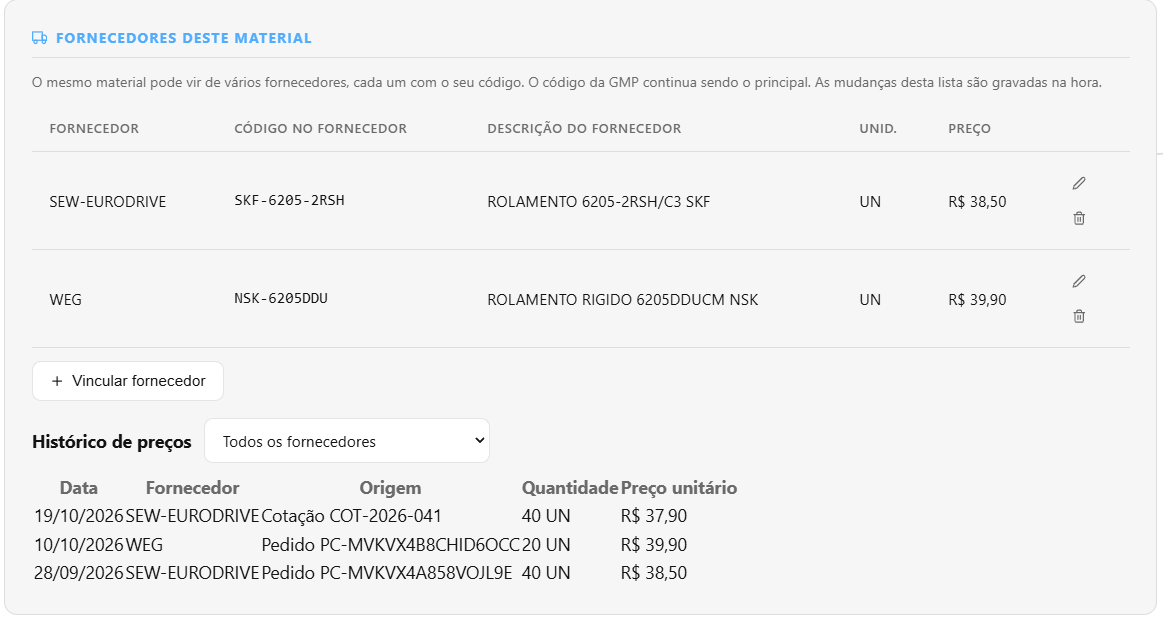 FORNECEDORES DESTE MATERIAL
O mesmo material pode vir de vários fornecedores, cada um com o seu código. O código da GMP continua sendo o principal. As mudanças desta lista são gravadas na hora.
FORNECEDOR CÓDIGO NO FORNECEDOR DESCRIÇÃO DO FORNECEDOR UNID. PREÇO
SEW-EURODRIVE SKF-6205-2RSH ROLAMENTO 6205-2RSH/C3 SKF UN R$ 38,50
WEG NSK-6205DDU ROLAMENTO RIGIDO 6205DDUCM NSK UN R$ 39,90
+ Vincular fornecedor
Histórico de preços Todos os fornecedores
Data Fornecedor Origem Quantidade Preço unitário
19/10/2026 SEW-EURODRIVE Cotação COT-2026-041 40 UN R$ 37,90
10/10/2026 WEG Pedido PC-MVKVX4B8CHID6OCC 20 UN R$ 39,90
28/09/2026 SEW-EURODRIVE Pedido PC-MVKVX4A858VOJL9E 40 UN R$ 38,50